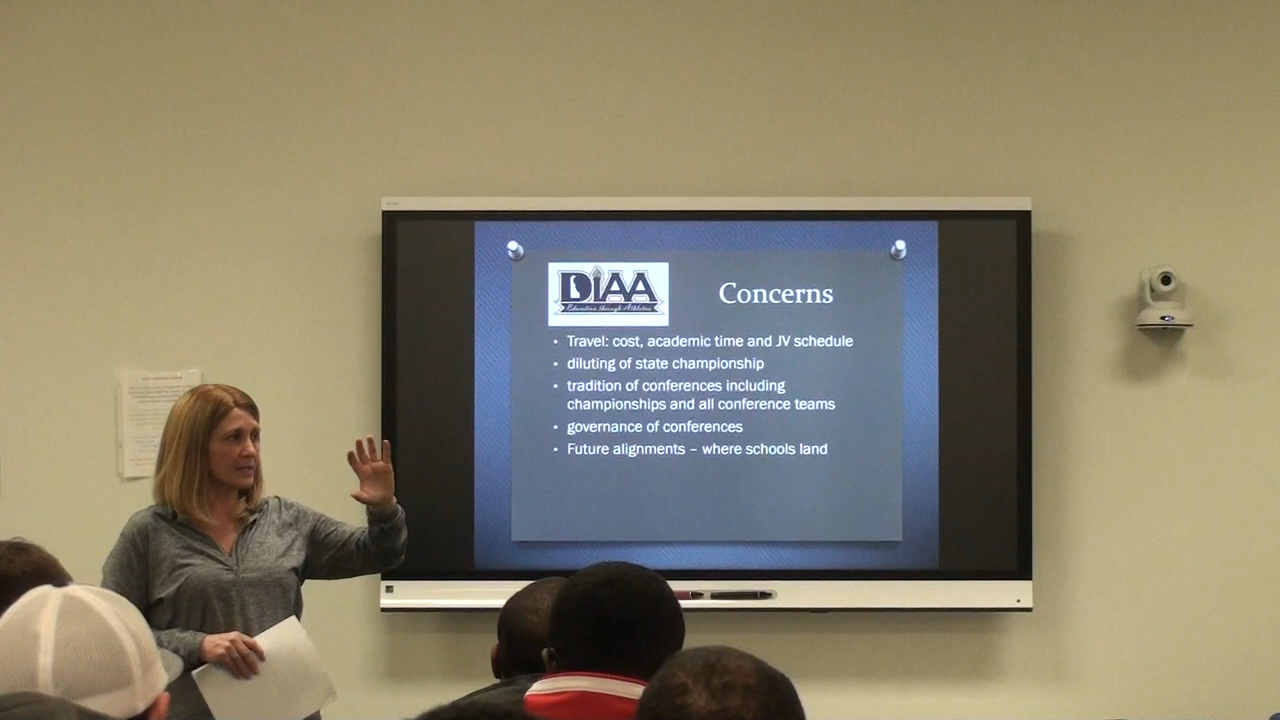 DIAA
Education through Athletics
Concerns
• Travel: cost, academic time and JV schedule
• diluting of state championship
• tradition of conferences including
championships and all conference teams
• governance of conferences
• Future alignments – where schools land